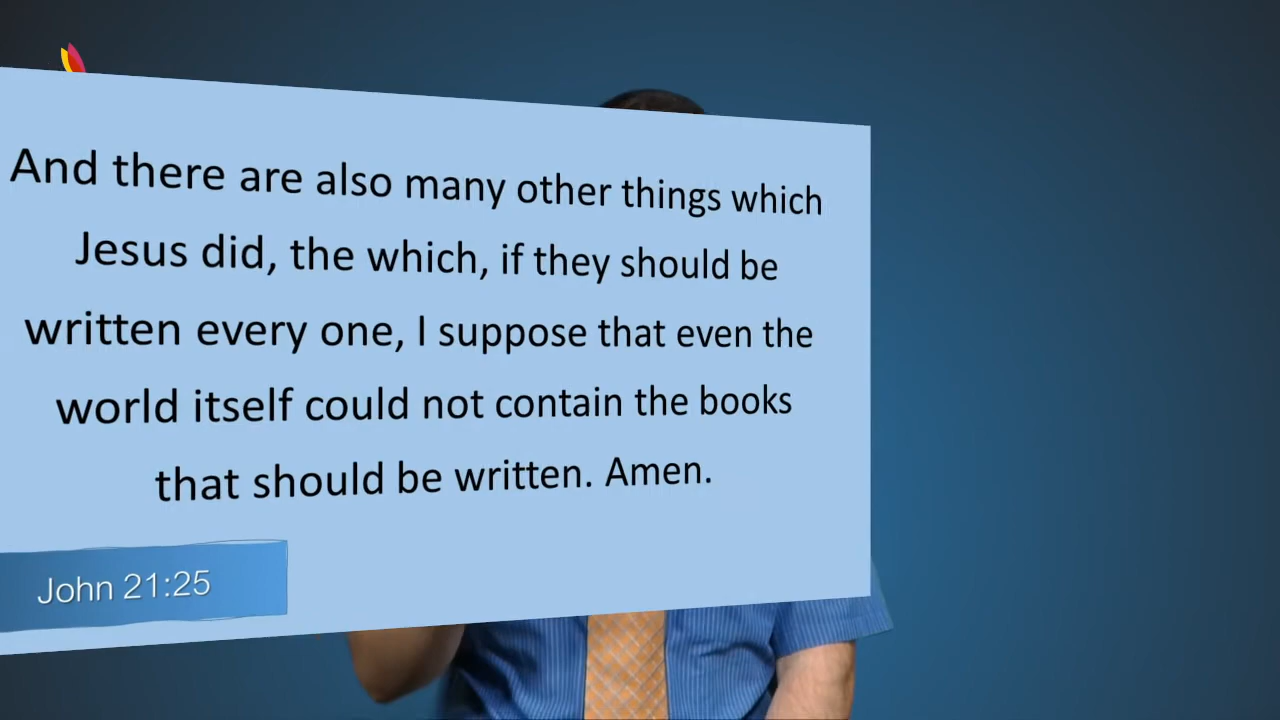 And there are also many other things which
Jesus did, the which, if they should be
written every one, I suppose that even the
world itself could not contain the books
that should be written. Amen.
John 21:25